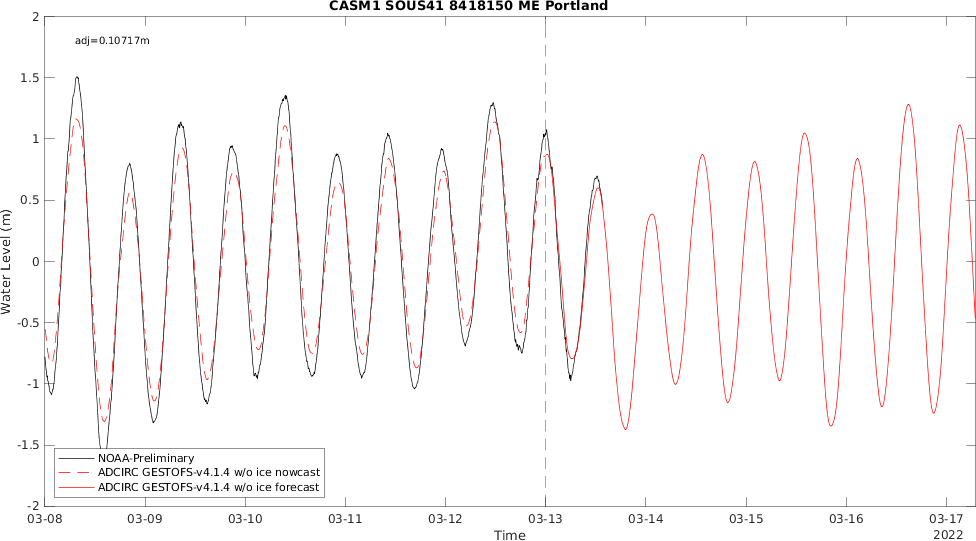 CASM1 SOUS41 8418150 ME Portland
2
adj=0.10717m
1.5
1
0.5
0
-0.5
-1
-1.5
-2
Water Level (m)
NOAA-Preliminary
ADCIRC GESTOFS-v4.1.4 w/o ice nowcast
ADCIRC GESTOFS-v4.1.4 w/o ice forecast
03-08 03-09 03-10 03-11 03-12 03-13 03-14 03-15 03-16 03-17
Time
2022